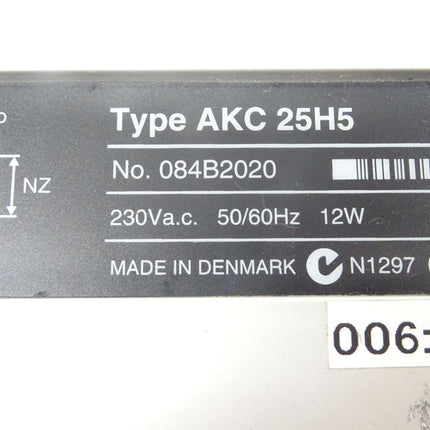 Type AKC 25H5
No. 084B2020
NZ
230Va.c. 50/60Hz 12W
MADE IN DENMARK N1297
006: